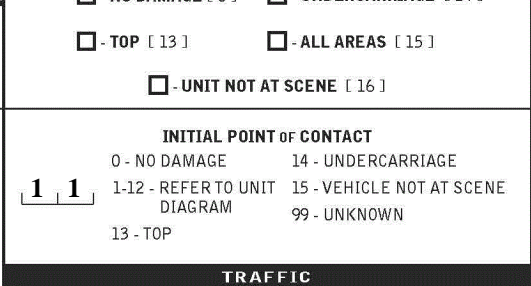 - TOP [ 13 ] - ALL AREAS [ 15 ]
- UNIT NOT AT SCENE [ 16 ]
INITIAL POINT OF CONTACT
0 - NO DAMAGE 14 - UNDERCARRIAGE
1 1 1-12 - REFER TO UNIT 15 - VEHICLE NOT AT SCENE
DIAGRAM 99 - UNKNOWN
13 - TOP
TRAFFIC